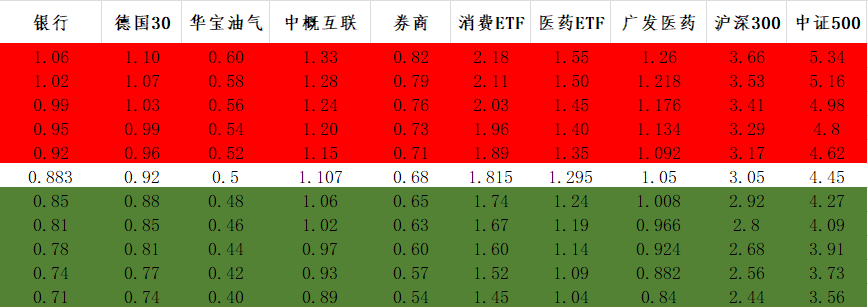 银行 德国30 华宝油气 中概互联 券商 消费ETF 医药ETF 广发医药 沪深300 中证500
1.06 1.10 0.60 1.33 0.82 2.18 1.55 1.26 3.66 5.34
1.02 1.07 0.58 1.28 0.79 2.11 1.50 1.218 3.53 5.16
0.99 1.03 0.56 1.24 0.76 2.03 1.45 1.176 3.41 4.98
0.95 0.99 0.54 1.20 0.73 1.96 1.40 1.134 3.29 4.8
0.92 0.96 0.52 1.15 0.71 1.89 1.35 1.092 3.17 4.62
0.883 0.92 0.5 1.107 0.68 1.815 1.295 1.05 3.05 4.45
0.85 0.88 0.48 1.06 0.65 1.74 1.24 1.008 2.92 4.27
0.81 0.85 0.46 1.02 0.63 1.67 1.19 0.966 2.8 4.09
0.78 0.81 0.44 0.97 0.60 1.60 1.14 0.924 2.68 3.91
0.74 0.77 0.42 0.93 0.57 1.52 1.09 0.882 2.56 3.73
0.71 0.74 0.40 0.89 0.54 1.45 1.04 0.84 2.44 3.56